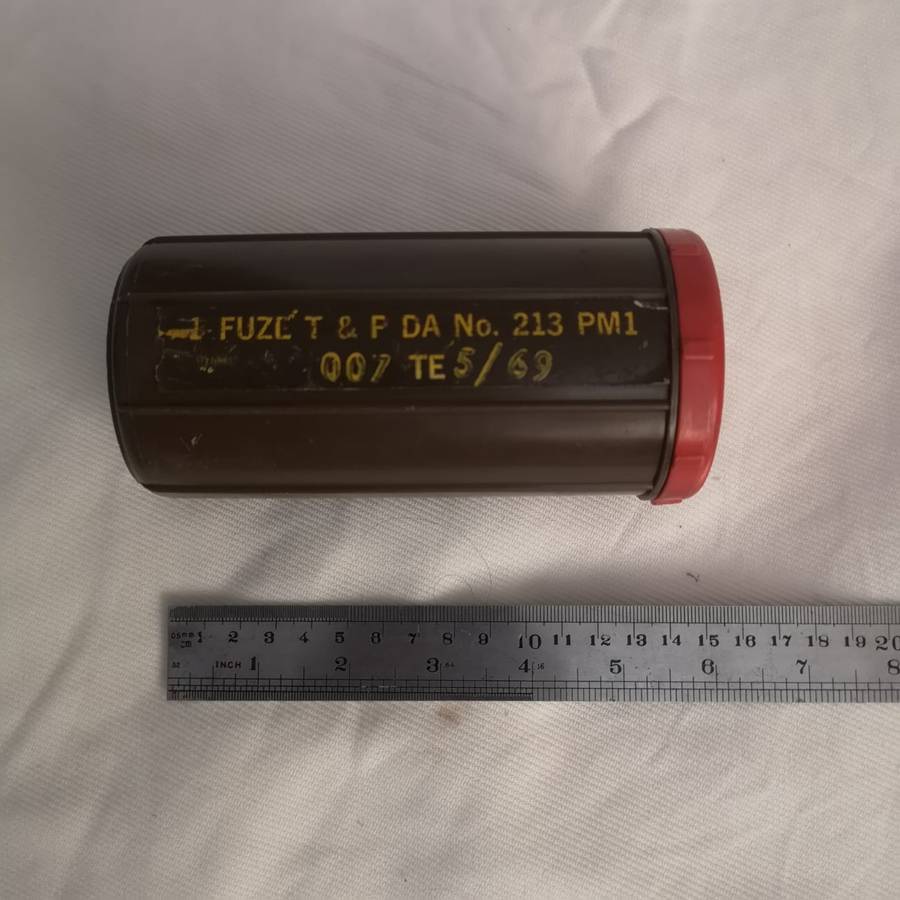 1 FUZE T & P DA No. 213 PM1
007 TE 5/69
1 2 3 4 5 6 7 8 9 10 11 12 13 14 15 16 17 18 19 20
INCH 1 2 3 4 5 6 7 8